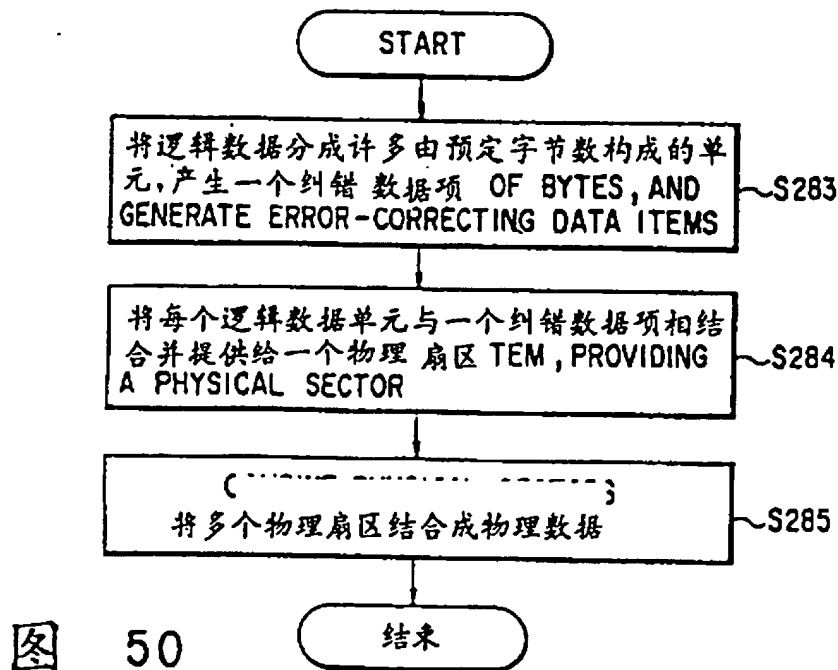 START
将逻辑数据分成许多由预定字节数构成的单
元,产生一个纠错数据项 OF BYTES, AND
GENERATE ERROR-CORRECTING DATA ITEMS
S283
将每个逻辑数据单元与一个纠错数据项相结
合并提供给一个物理扇区 TEM, PROVIDING
A PHYSICAL SECTOR
S284
将多个物理扇区结合成物理数据
S285
结束
图 50